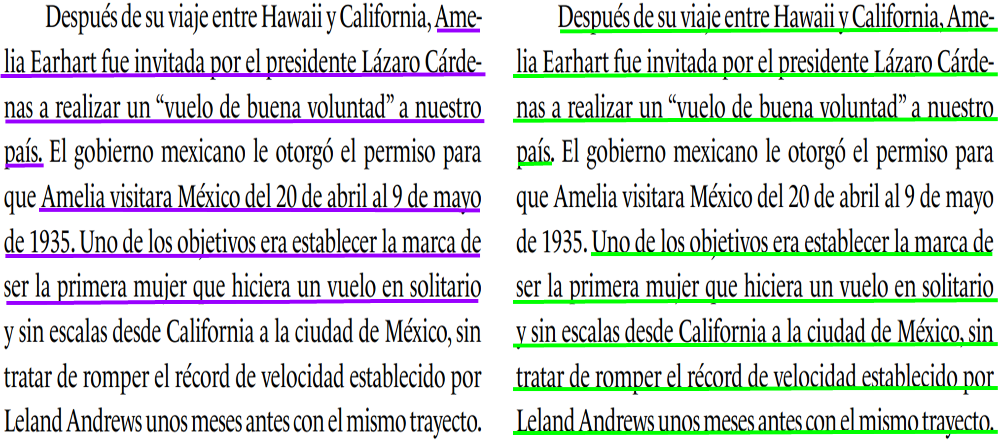 Después de su viaje entre Hawaii y California, Ame-
lia Earhart fue invitada por el presidente Lázaro Cárde-
nas a realizar un “vuelo de buena voluntad” a nuestro
país. El gobierno mexicano le otorgó el permiso para
que Amelia visitara México del 20 de abril al 9 de mayo
de 1935. Uno de los objetivos era establecer la marca de
ser la primera mujer que hiciera un vuelo en solitario
y sin escalas desde California a la ciudad de México, sin
tratar de romper el récord de velocidad establecido por
Leland Andrews unos meses antes con el mismo trayecto.
Después de su viaje entre Hawaii y California, Ame-
lia Earhart fue invitada por el presidente Lázaro Cárde-
nas a realizar un “vuelo de buena voluntad” a nuestro
país. El gobierno mexicano le otorgó el permiso para
que Amelia visitara México del 20 de abril al 9 de mayo
de 1935. Uno de los objetivos era establecer la marca de
ser la primera mujer que hiciera un vuelo en solitario
y sin escalas desde California a la ciudad de México, sin
tratar de romper el récord de velocidad establecido por
Leland Andrews unos meses antes con el mismo trayecto.